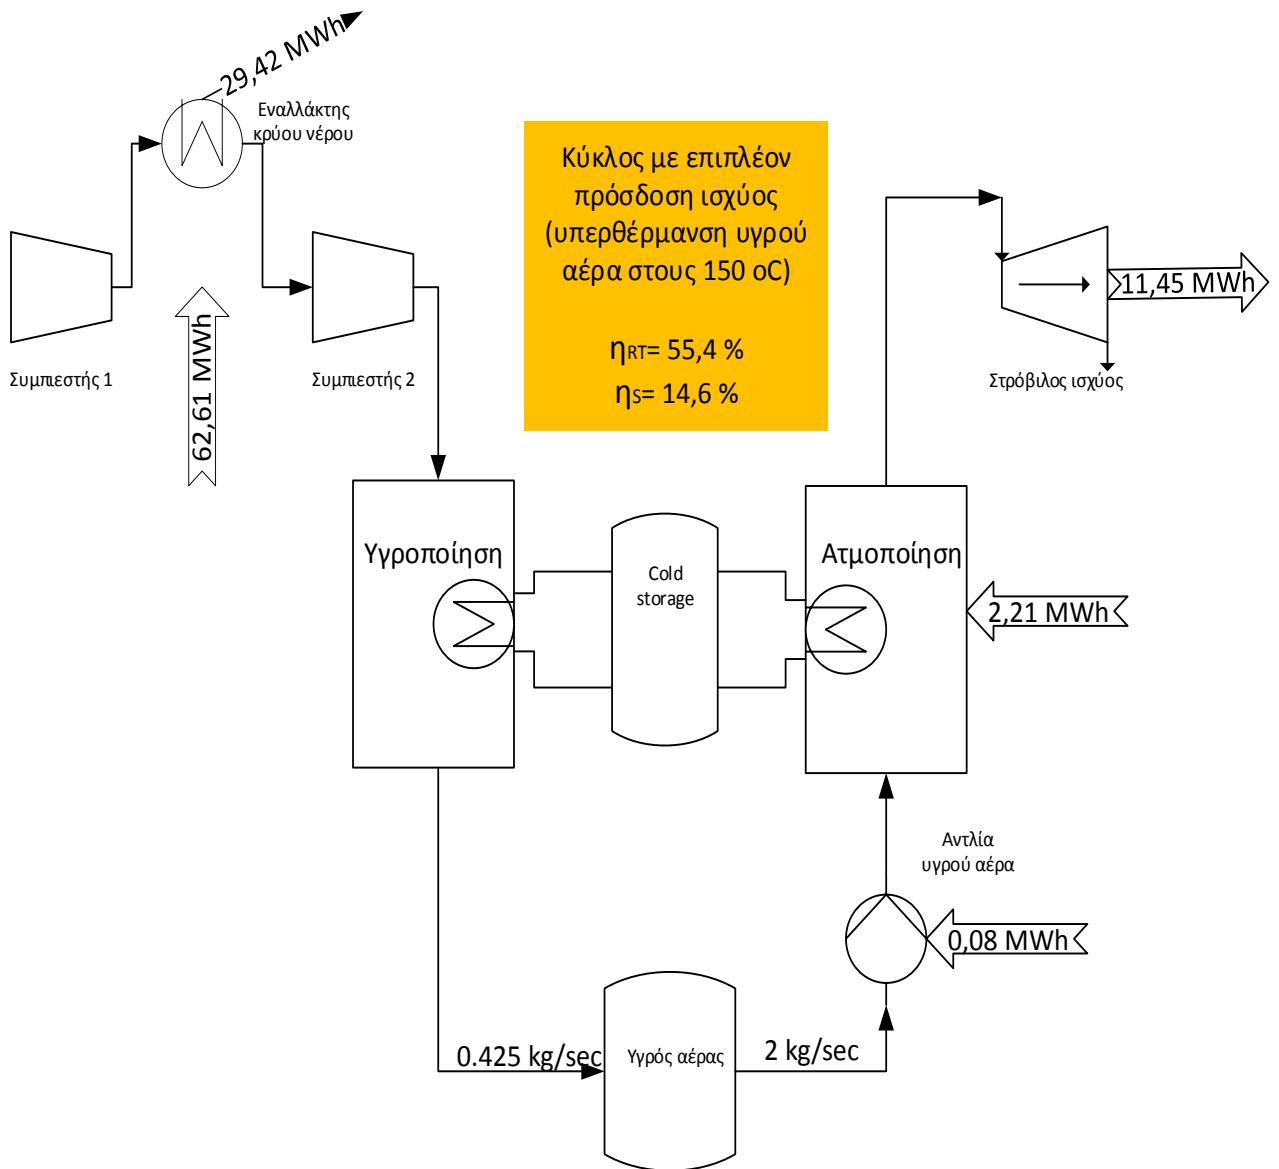 29,42 MWh
Εναλλάκτης
κρύου νέρου
Συμπιεστής 1
62,61 MWh
Συμπιεστής 2
Κύκλος με επιπλέον
πρόσδοση ισχύος
(υπερθέρμανση υγρού
αέρα στους 150 οC)
ηRT= 55,4 %
ηs= 14,6 %
11,45 MWh
Στρόβιλος ισχύος
Υγροποίηση
Cold
storage
Ατμοποίηση
2,21 MWh
Αντλία
υγρού αέρα
0,08 MWh
0.425 kg/sec
Υγρός αέρας
2 kg/sec